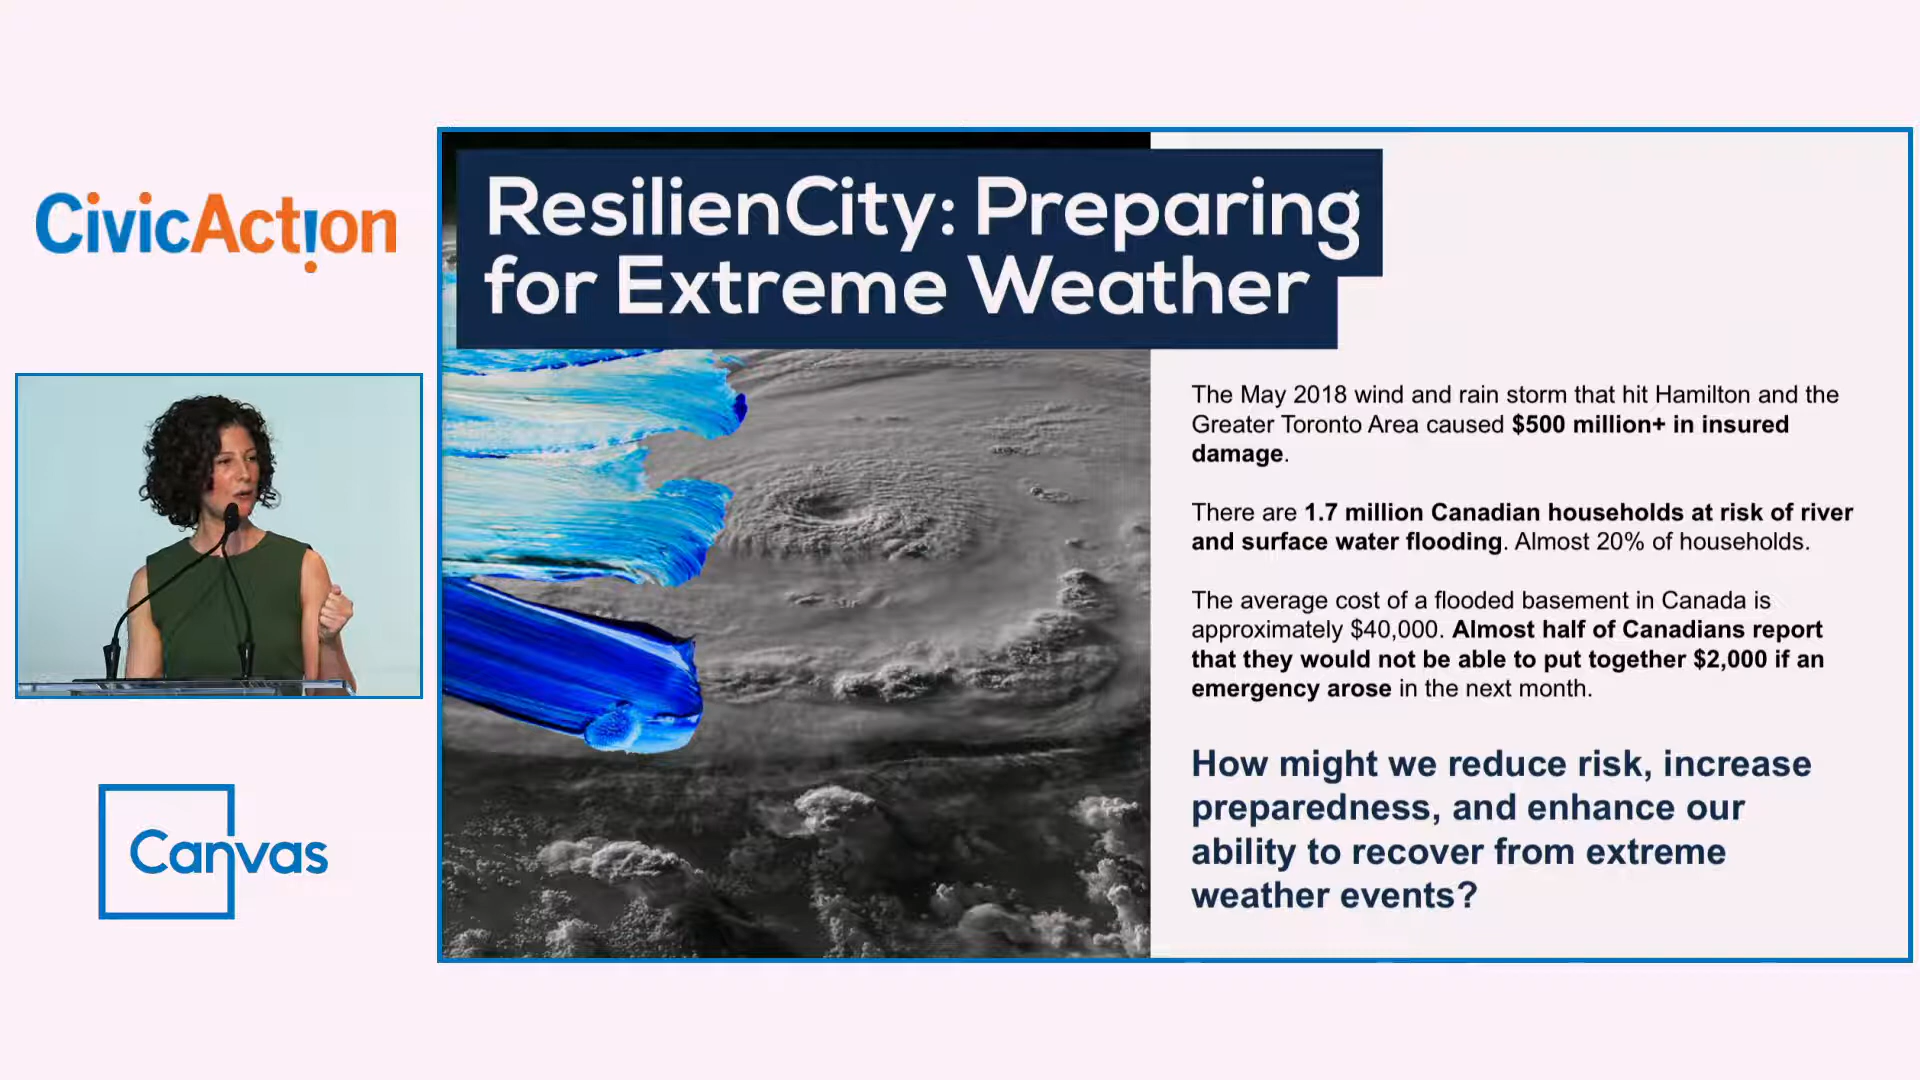 CivicAction
Canvas
ResilienCity: Preparing
for Extreme Weather
The May 2018 wind and rain storm that hit Hamilton and the
Greater Toronto Area caused $500 million+ in insured
damage.
There are 1.7 million Canadian households at risk of river
and surface water flooding. Almost 20% of households.
The average cost of a flooded basement in Canada is
approximately $40,000. Almost half of Canadians report
that they would not be able to put together $2,000 if an
emergency arose in the next month.
How might we reduce risk, increase
preparedness, and enhance our
ability to recover from extreme
weather events?